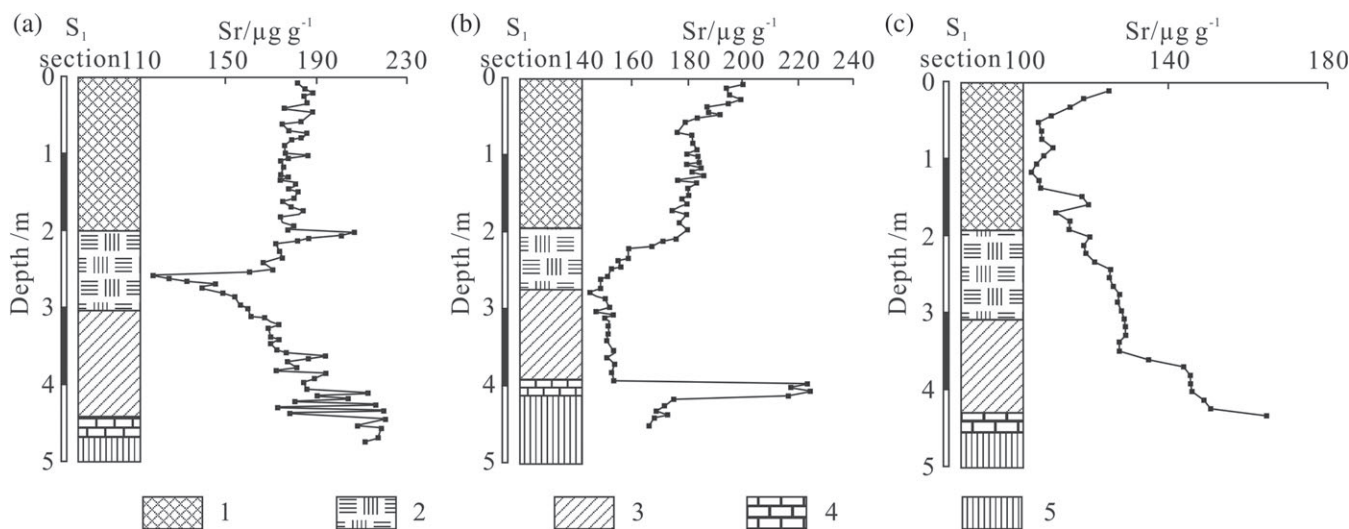 (a) S₁ Sr/μg g⁻¹
section 110 150 190 230
0
1
2
3
4
5
Depth /m
(b) S₁ Sr/μg g⁻¹
section 140 160 180 200 220 240
0
1
2
3
4
5
Depth /m
(c) S₁ Sr/μg g⁻¹
section 100 140 180
0
1
2
3
4
5
Depth /m
1 2 3 4 5